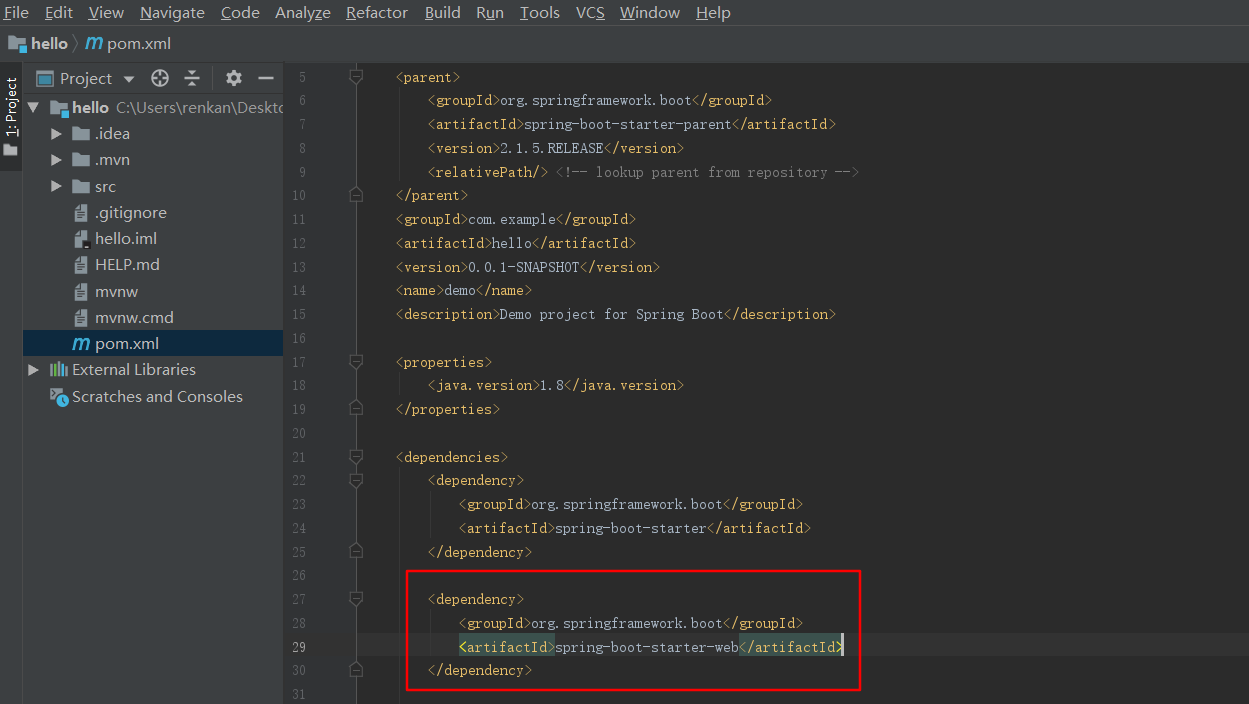 File Edit View Navigate Code Analyze Refactor Build Run Tools VCS Window Help
hello pom.xml
Project
1: Project
hello C:\Users\renkan\Deskto
.idea
.mvn
src
.gitignore
hello.iml
HELP.md
mvnw
mvnw.cmd
pom.xml
External Libraries
Scratches and Consoles
5 <parent>
6 <groupId>org.springframework.boot</groupId>
7 <artifactId>spring-boot-starter-parent</artifactId>
8 <version>2.1.5.RELEASE</version>
9 <relativePath/> <!-- lookup parent from repository -->
10 </parent>
11 <groupId>com.example</groupId>
12 <artifactId>hello</artifactId>
13 <version>0.0.1-SNAPSHOT</version>
14 <name>demo</name>
15 <description>Demo project for Spring Boot</description>
16
17 <properties>
18 <java.version>1.8</java.version>
19 </properties>
20
21 <dependencies>
22 <dependency>
23 <groupId>org.springframework.boot</groupId>
24 <artifactId>spring-boot-starter</artifactId>
25 </dependency>
26
27 <dependency>
28 <groupId>org.springframework.boot</groupId>
29 <artifactId>spring-boot-starter-web</artifactId>
30 </dependency>
31